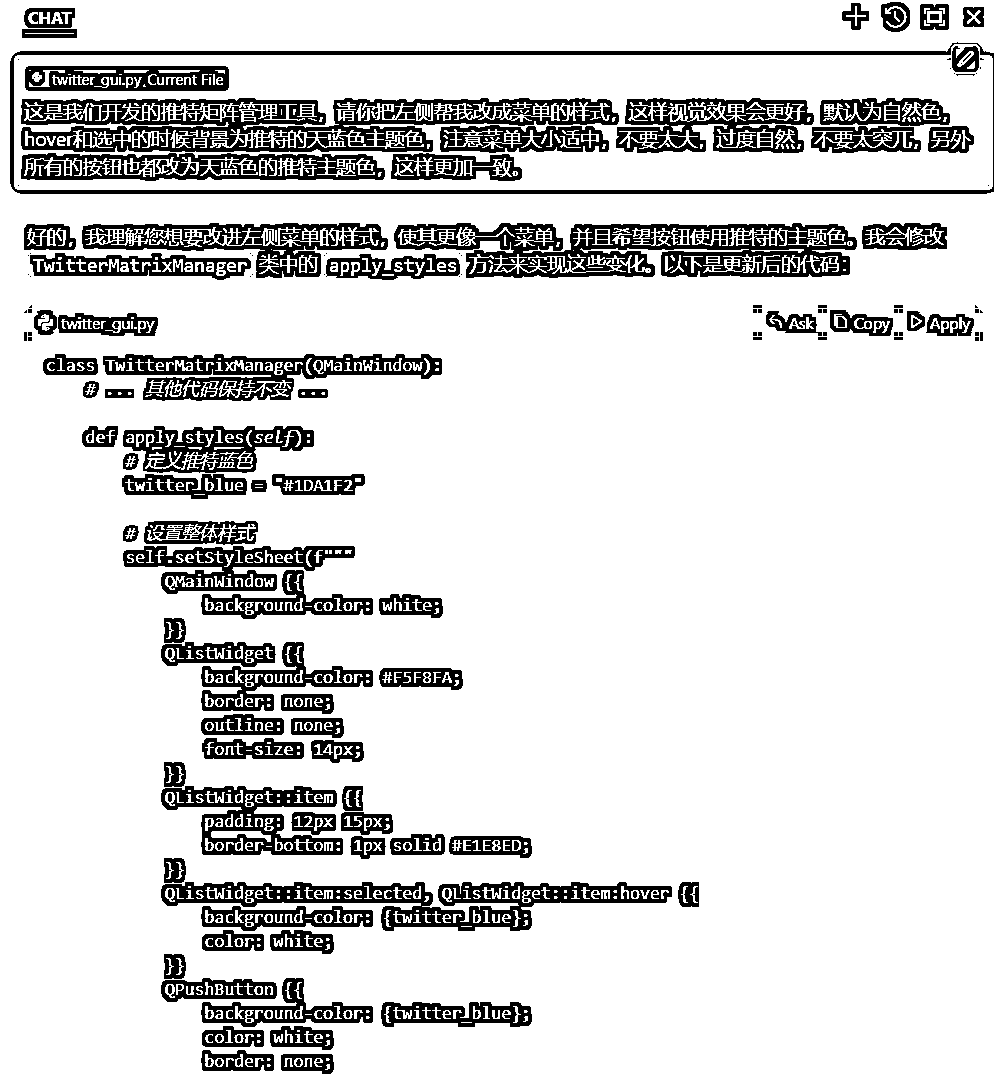 CHAT
twitter_gui.py Current File
这是我们开发的推特矩阵管理工具，请你把左侧帮我改成菜单的样式，这样视觉效果会更好，默认为自然色，
hover和选中的时候背景为推特的天蓝色主题色，注意菜单大小适中，不要太大，过度自然，不要太突兀，另外
所有的按钮也都改为天蓝色的推特主题色，这样更加一致。
好的，我理解您想要改进左侧菜单的样式，使其更像一个菜单，并且希望按钮使用推特的主题色。我会修改
TwitterMatrixManager 类中的 apply_styles 方法来实现这些变化。以下是更新后的代码：
twitter_gui.py Ask Copy Apply
class TwitterMatrixManager(QMainWindow):
    # ... 其他代码保持不变 ...
    def apply_styles(self):
        # 定义推特蓝色
        twitter_blue = "#1DA1F2"
        # 设置整体样式
        self.setStyleSheet(f"""
            QMainWindow {{
                background-color: white;
            }}
            QListWidget {{
                background-color: #F5F8FA;
                border: none;
                outline: none;
                font-size: 14px;
            }}
            QListWidget::item {{
                padding: 12px 15px;
                border-bottom: 1px solid #E1E8ED;
            }}
            QListWidget::item:selected, QListWidget::item:hover {{
                background-color: {twitter_blue};
                color: white;
            }}
            QPushButton {{
                background-color: {twitter_blue};
                color: white;
                border: none;